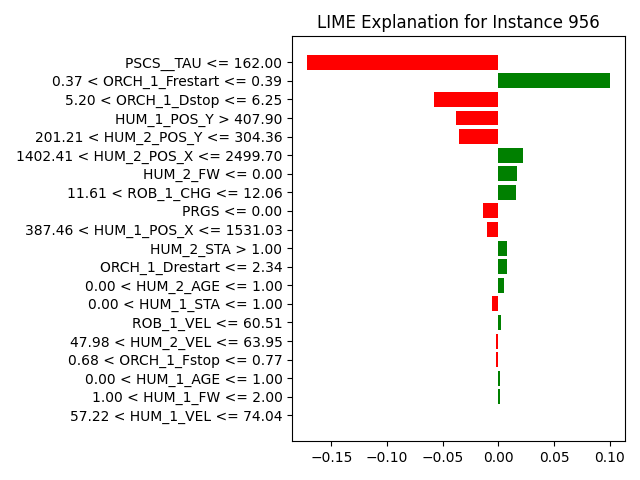 LIME Explanation for Instance 956
PSCS__TAU <= 162.00
0.37 < ORCH_1_Frestart <= 0.39
5.20 < ORCH_1_Dstop <= 6.25
HUM_1_POS_Y > 407.90
201.21 < HUM_2_POS_Y <= 304.36
1402.41 < HUM_2_POS_X <= 2499.70
HUM_2_FW <= 0.00
11.61 < ROB_1_CHG <= 12.06
PRGS <= 0.00
387.46 < HUM_1_POS_X <= 1531.03
HUM_2_STA > 1.00
ORCH_1_Drestart <= 2.34
0.00 < HUM_2_AGE <= 1.00
0.00 < HUM_1_STA <= 1.00
ROB_1_VEL <= 60.51
47.98 < HUM_2_VEL <= 63.95
0.68 < ORCH_1_Fstop <= 0.77
0.00 < HUM_1_AGE <= 1.00
1.00 < HUM_1_FW <= 2.00
57.22 < HUM_1_VEL <= 74.04
−0.15 −0.10 −0.05 0.00 0.05 0.10